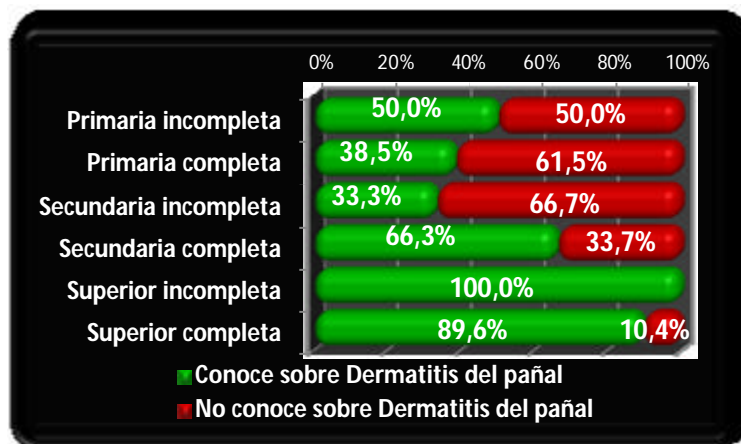 0% 20% 40% 60% 80% 100%
Primaria incompleta 50,0% 50,0%
Primaria completa 38,5% 61,5%
Secundaria incompleta 33,3% 66,7%
Secundaria completa 66,3% 33,7%
Superior incompleta 100,0%
Superior completa 89,6% 10,4%
Conoce sobre Dermatitis del pañal
No conoce sobre Dermatitis del pañal